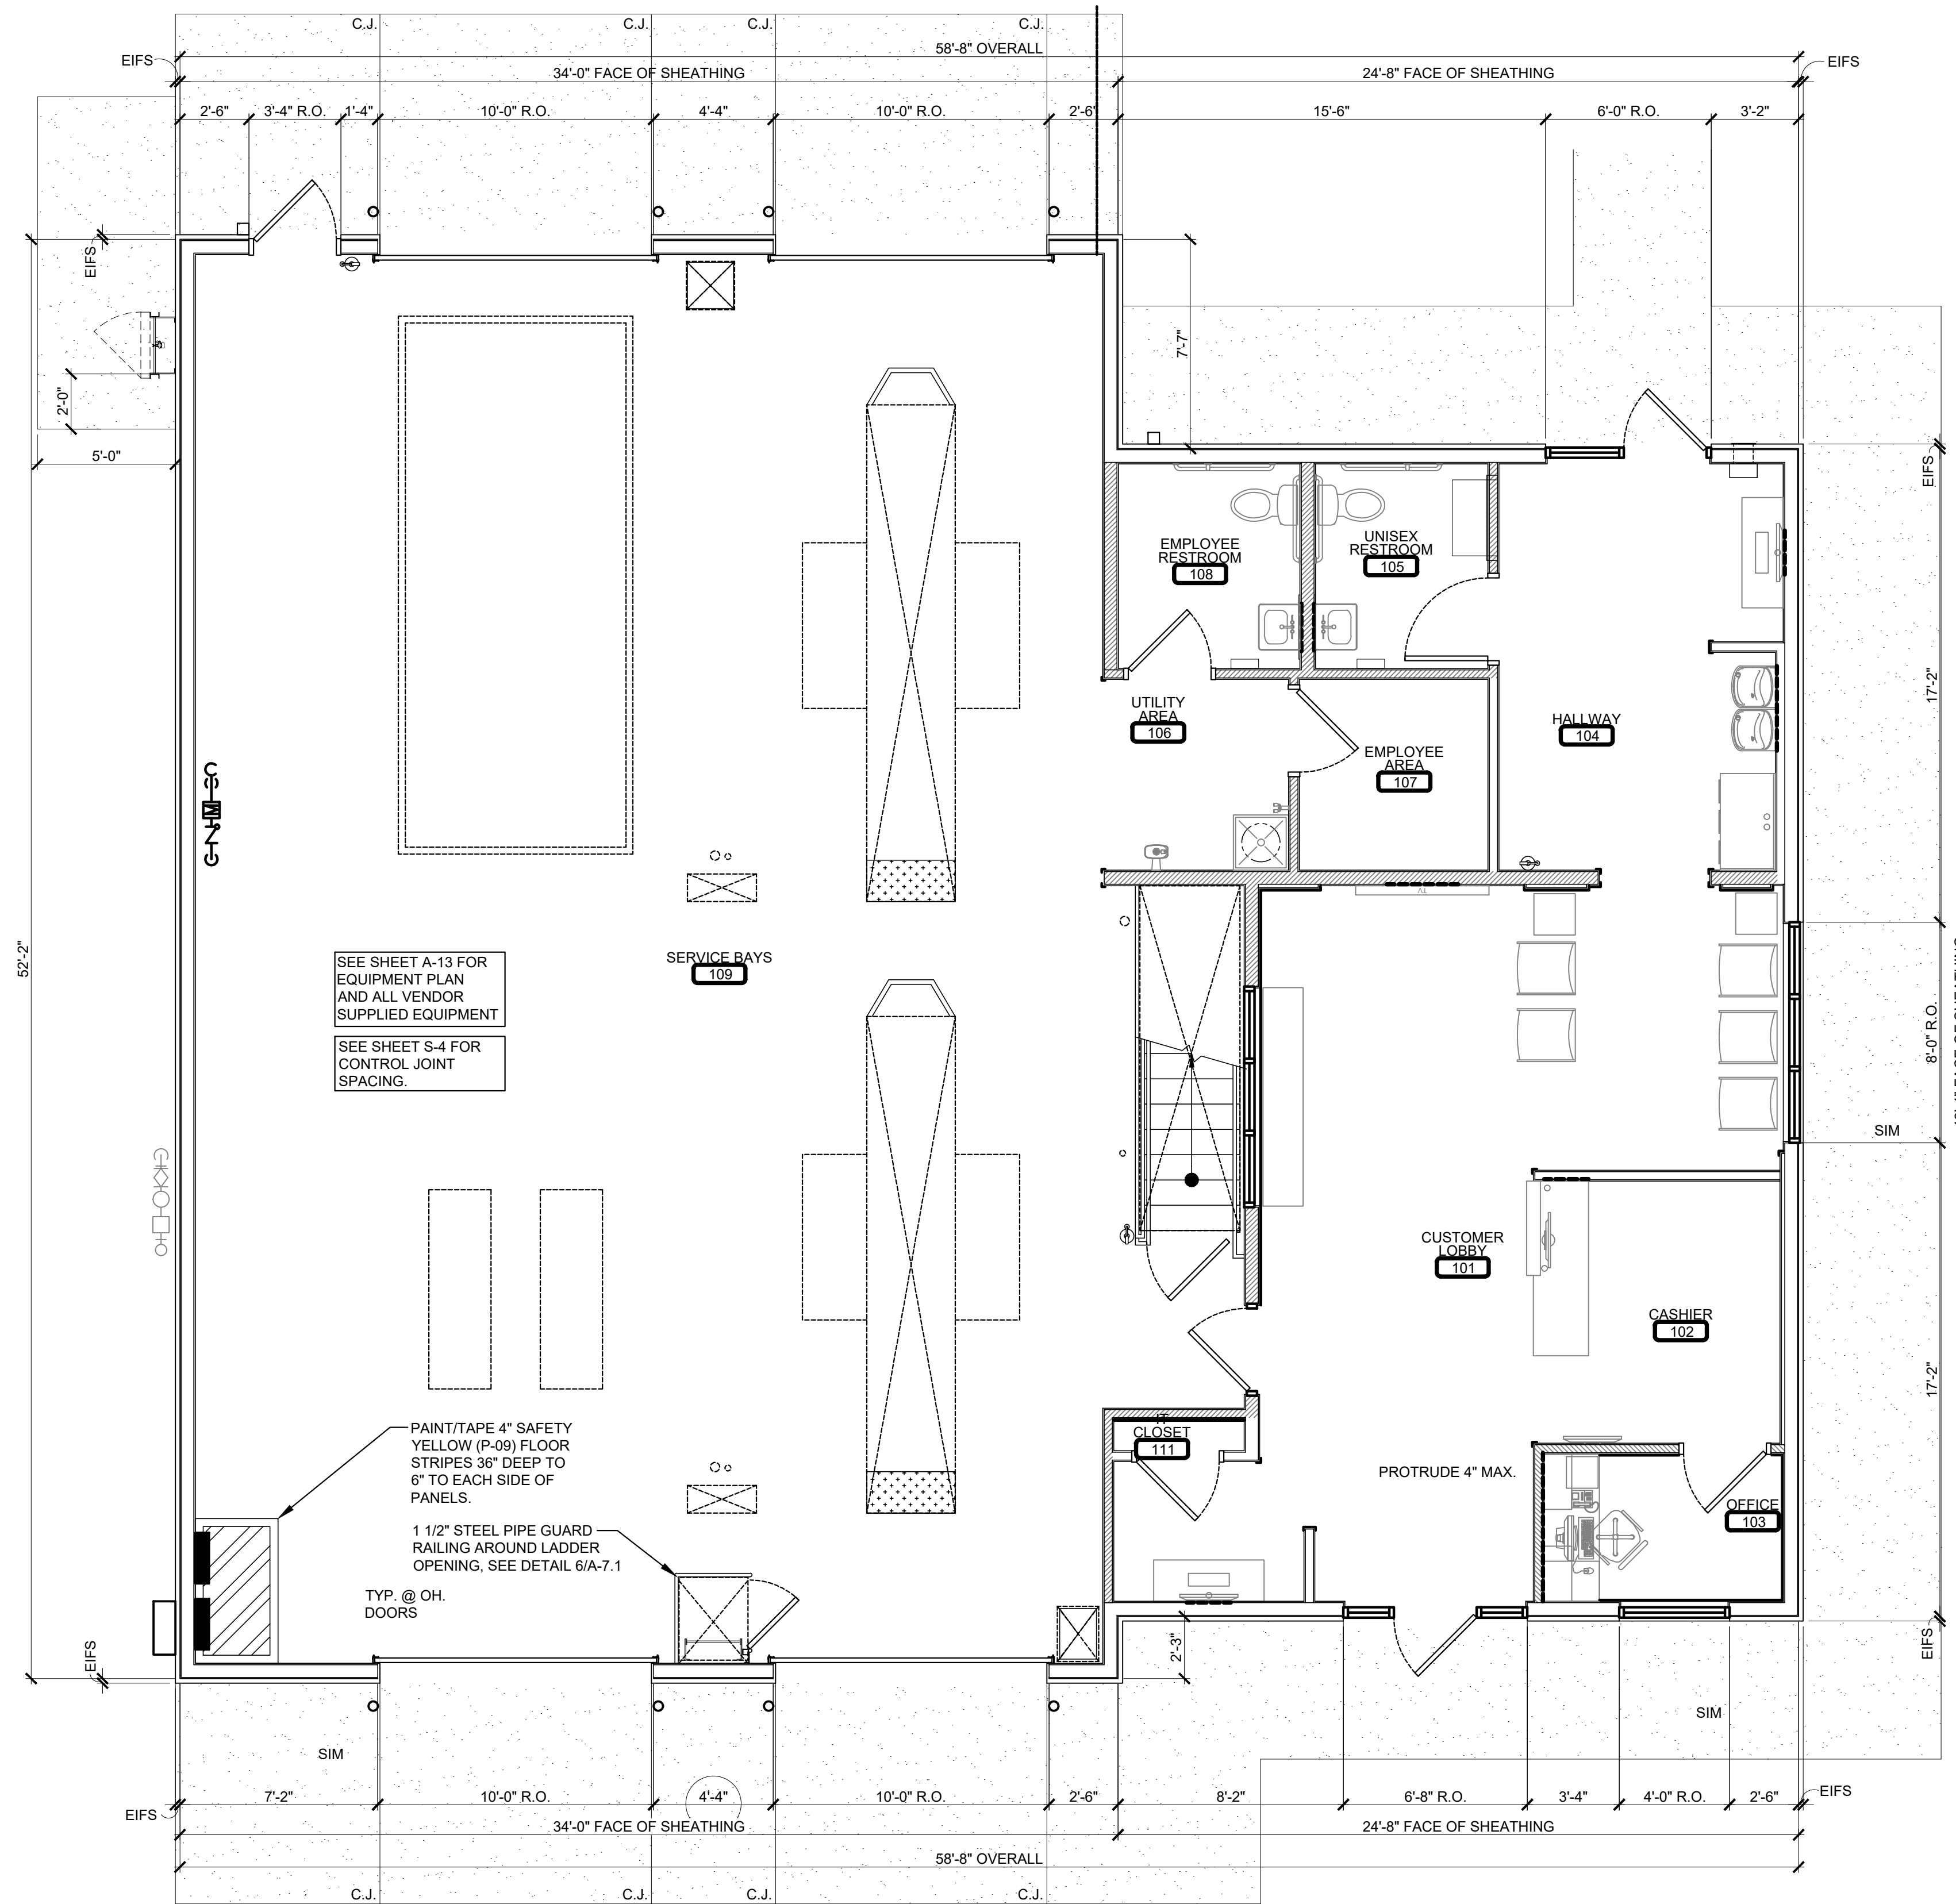 C.J.
C.J.
C.J.
C.J.
58'-8" OVERALL
EIFS
EIFS
34'-0" FACE OF SHEATHING
24'-8" FACE OF SHEATHING
2'-6"
3'-4" R.O.
1'-4"
10'-0" R.O.
4'-4"
10'-0" R.O.
2'-6"
15'-6"
6'-0" R.O.
3'-2"
EIFS
7'-7"
2'-0"
5'-0"
EIFS
EMPLOYEE
RESTROOM
108
UNISEX
RESTROOM
105
17'-2"
UTILITY
AREA
106
HALLWAY
104
EMPLOYEE
AREA
107
M
TV
52'-2"
SEE SHEET A-13 FOR
EQUIPMENT PLAN
AND ALL VENDOR
SUPPLIED EQUIPMENT
SERVICE BAYS
109
SEE SHEET S-4 FOR
CONTROL JOINT
SPACING.
8'-0" R.O.
SIM
CUSTOMER
LOBBY
101
CASHIER
102
17'-2"
PAINT/TAPE 4" SAFETY
YELLOW (P-09) FLOOR
STRIPES 36" DEEP TO
6" TO EACH SIDE OF
PANELS.
IT
CLOSET
111
PROTRUDE 4" MAX.
OFFICE
103
1 1/2" STEEL PIPE GUARD
RAILING AROUND LADDER
OPENING, SEE DETAIL 6/A-7.1
TYP. @ OH.
DOORS
EIFS
2'-3"
EIFS
SIM
SIM
EIFS
7'-2"
10'-0" R.O.
4'-4"
10'-0" R.O.
2'-6"
8'-2"
6'-8" R.O.
3'-4"
4'-0" R.O.
2'-6"
EIFS
34'-0" FACE OF SHEATHING
24'-8" FACE OF SHEATHING
58'-8" OVERALL
C.J.
C.J.
C.J.
C.J.